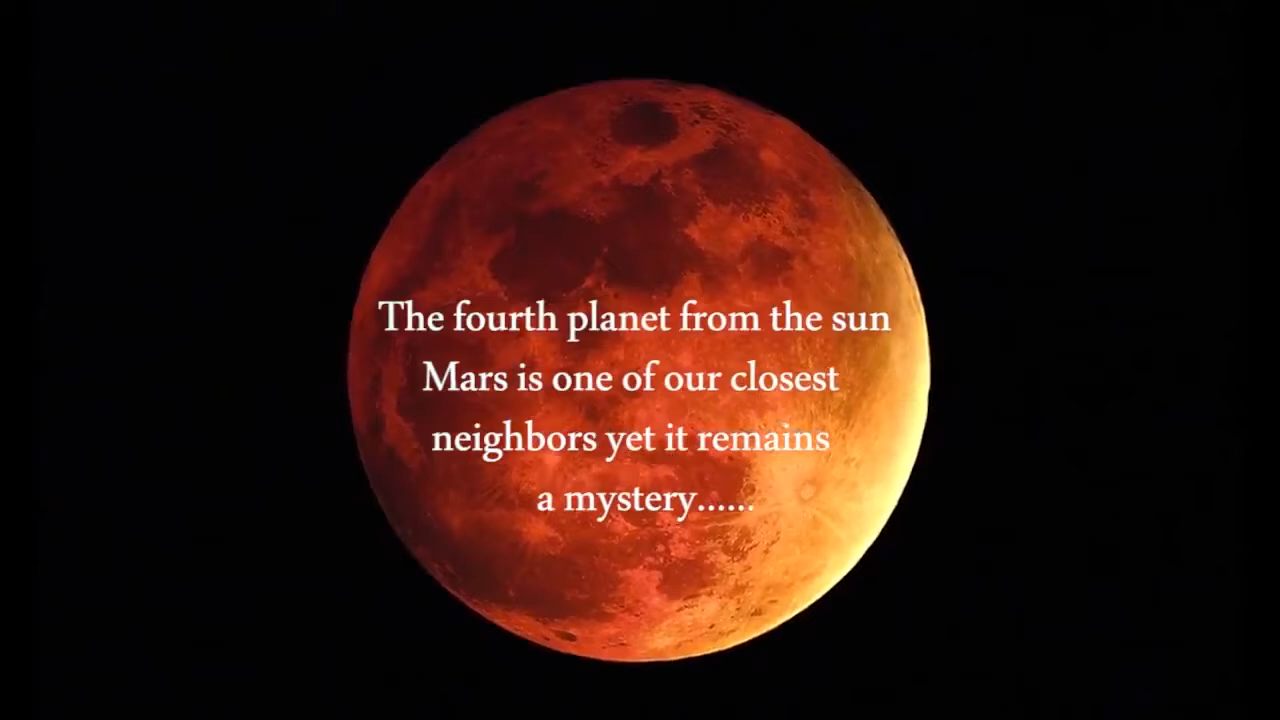 The fourth planet from the sun
Mars is one of our closest
neighbors yet it remains
a mystery......